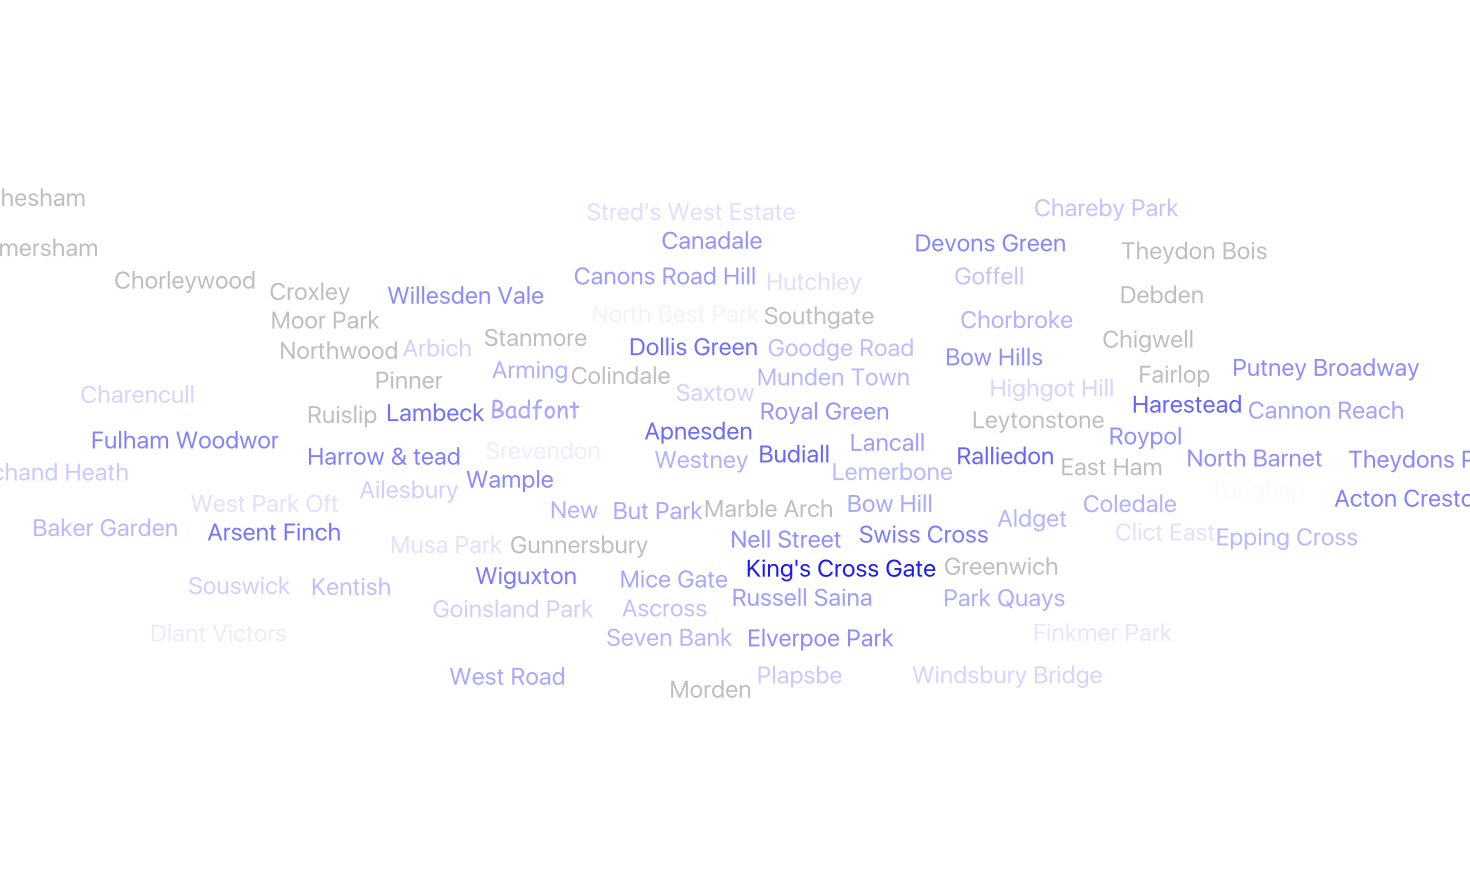 hesham
Stred's West Estate
Chareby Park
mersham
Canadale
Devons Green
Theydon Bois
Chorleywood
Croxley
Willesden Vale
Canons Road Hill
Hutchley
Goffell
Debden
Moor Park
North Best Park
Southgate
Chorbroke
Northwood
Arbich
Stanmore
Dollis Green
Goodge Road
Bow Hills
Chigwell
Pinner
Arming
Colindale
Munden Town
Fairlop
Putney Broadway
Charencull
Saxtow
Highgot Hill
Ruislip
Lambeck
Badfont
Royal Green
Leytonstone
Harestead
Cannon Reach
Fulham Woodwor
Apnesden
Lancall
Roypol
Harrow & tead
Srevendon
Westney
Budiall
Ralliedon
East Ham
North Barnet
Theydons
chand Heath
Ailesbury
Wample
Lemerbone
Tunghap
West Park Oft
New
But Park
Marble Arch
Bow Hill
Coledale
Acton Cresto
Baker Garden
Arsent Finch
Musa Park
Gunnersbury
Nell Street
Swiss Cross
Aldget
Clict East
Epping Cross
Souswick
Kentish
Wiguxton
Mice Gate
King's Cross Gate
Greenwich
Goinsland Park
Ascross
Russell Saina
Park Quays
Dlant Victors
Seven Bank
Elverpoe Park
Finkmer Park
West Road
Morden
Plapsbe
Windsbury Bridge